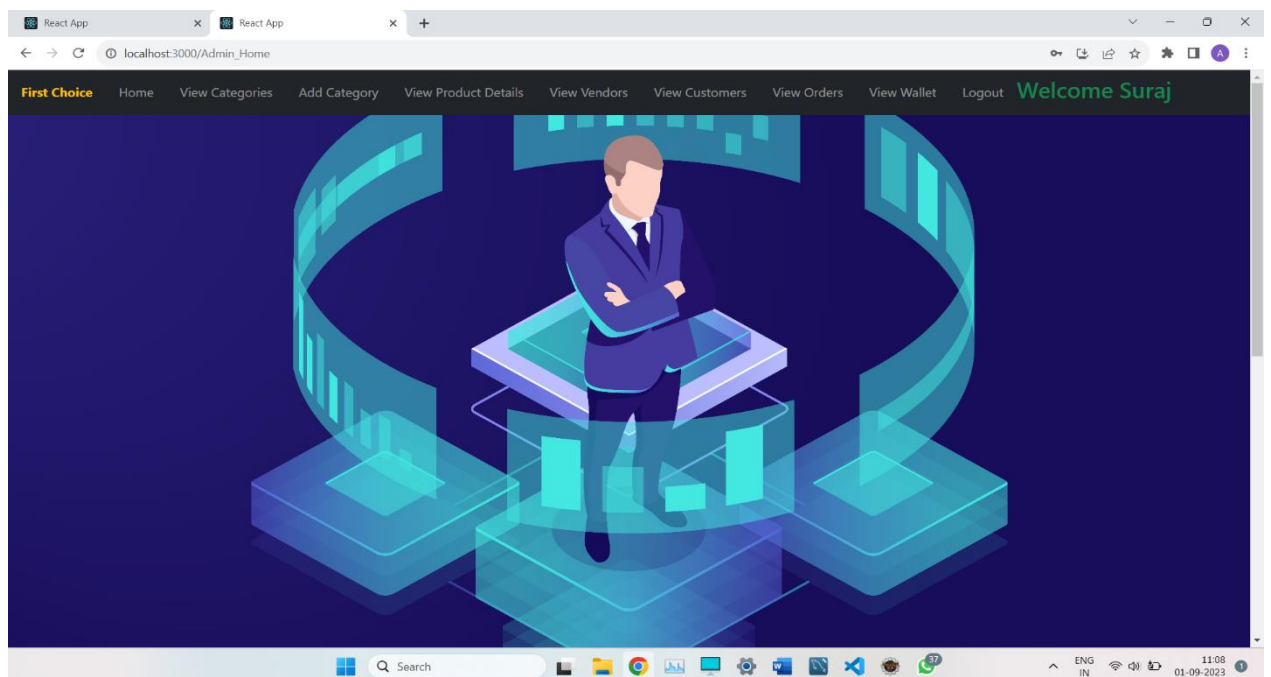 React App
React App
localhost:3000/Admin_Home
A
First Choice Home View Categories Add Category View Product Details View Vendors View Customers View Orders View Wallet Logout Welcome Suraj
Search
37
ENG
IN
11:08
01-09-2023
1